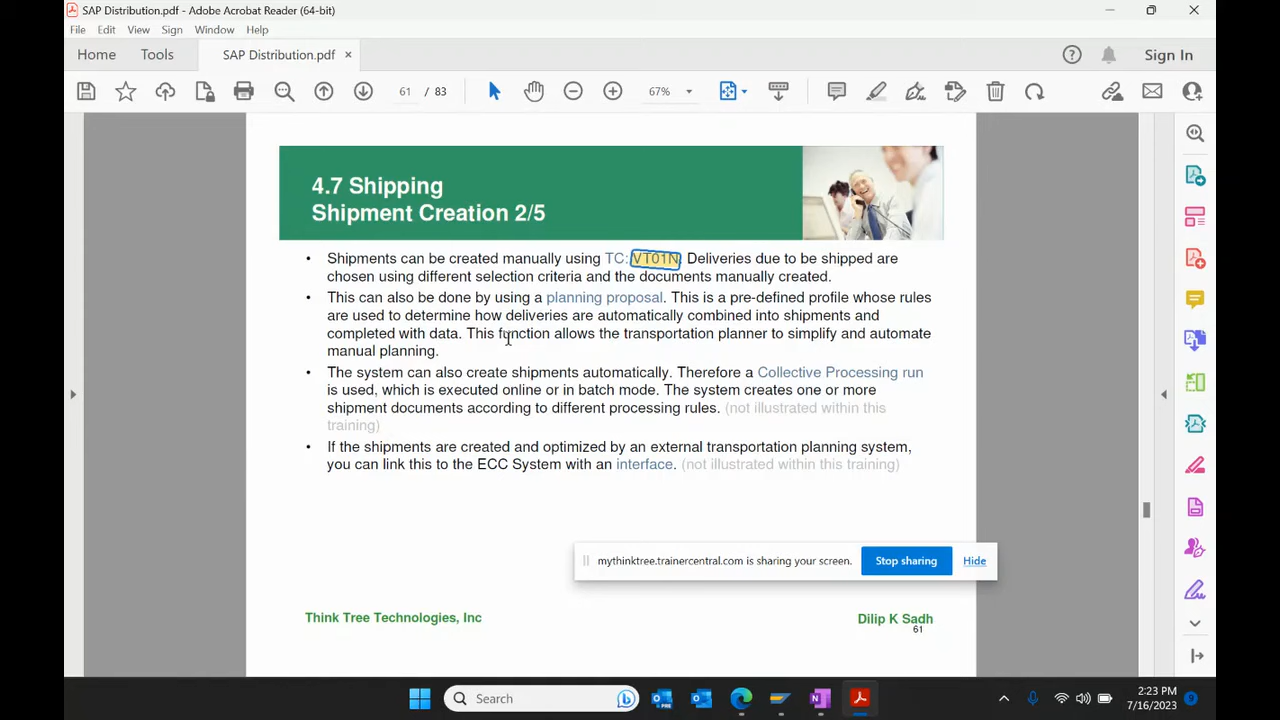 SAP Distribution.pdf - Adobe Acrobat Reader (64-bit)
File Edit View Sign Window Help
Home Tools SAP Distribution.pdf × Sign In
61 / 83 67%
4.7 Shipping
Shipment Creation 2/5
• Shipments can be created manually using TC: VT01N. Deliveries due to be shipped are
chosen using different selection criteria and the documents manually created.
• This can also be done by using a planning proposal. This is a pre-defined profile whose rules
are used to determine how deliveries are automatically combined into shipments and
completed with data. This function allows the transportation planner to simplify and automate
manual planning.
• The system can also create shipments automatically. Therefore a Collective Processing run
is used, which is executed online or in batch mode. The system creates one or more
shipment documents according to different processing rules. (not illustrated within this
training)
• If the shipments are created and optimized by an external transportation planning system,
you can link this to the ECC System with an interface. (not illustrated within this training)
mythinktree.trainercentral.com is sharing your screen. Stop sharing Hide
Think Tree Technologies, Inc Dilip K Sadh
61
Search
2:23 PM
7/16/2023